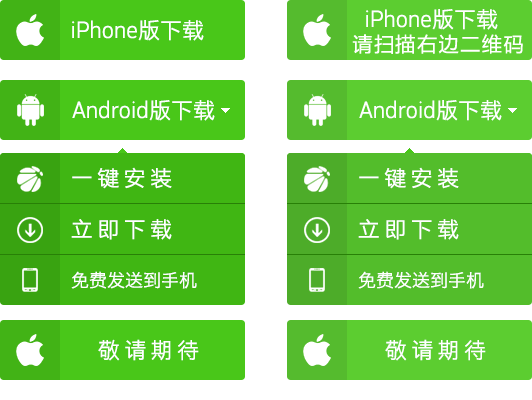 iPhone版下载
iPhone版下载
请扫描右边二维码
Android版下载
Android版下载
一键安装
一键安装
立即下载
立即下载
免费发送到手机
免费发送到手机
敬请期待
敬请期待